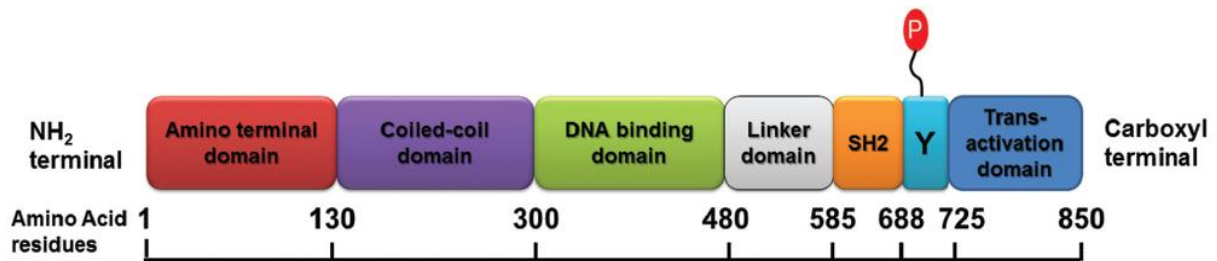 P
NH2
terminal
Amino terminal
domain
Coiled-coil
domain
DNA binding
domain
Linker
domain
SH2
Y
Trans-
activation
domain
Carboxyl
terminal
Amino Acid
residues
1 130 300 480 585 688 725 850